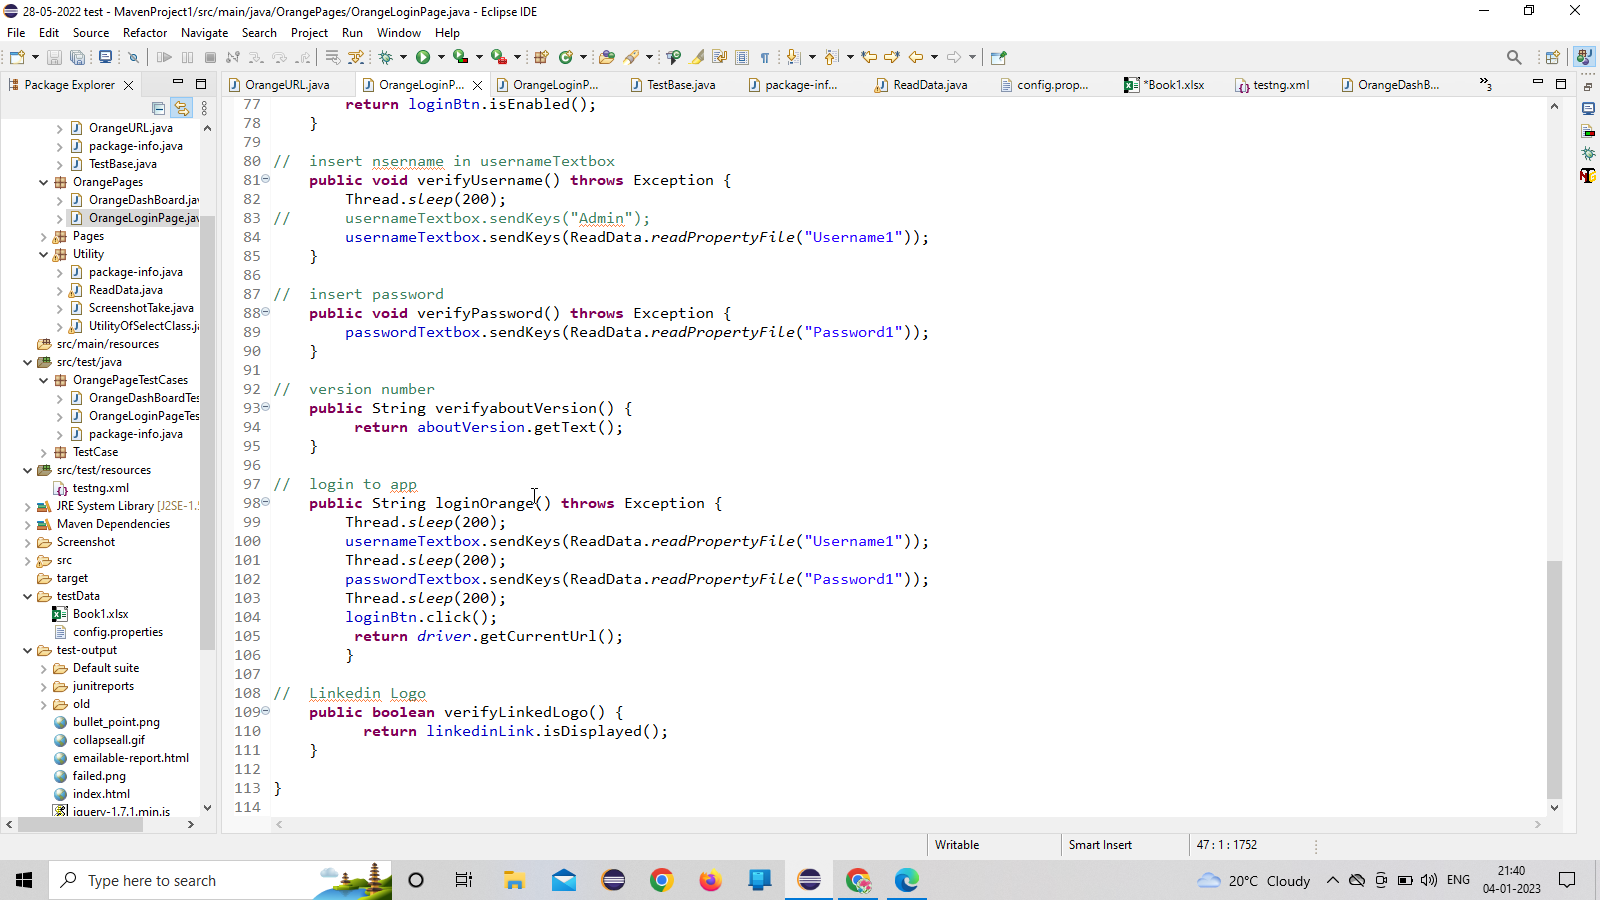 28-05-2022 test - MavenProject1/src/main/java/OrangePages/OrangeLoginPage.java - Eclipse IDE
File Edit Source Refactor Navigate Search Project Run Window Help
Package Explorer
OrangeURL.java
package-info.java
TestBase.java
OrangePages
OrangeDashBoard.jav
OrangeLoginPage.jav
Pages
Utility
package-info.java
ReadData.java
ScreenshotTake.java
UtilityOfSelectClass.ja
src/main/resources
src/test/java
OrangePageTestCases
OrangeDashBoardTes
OrangeLoginPageTes
package-info.java
TestCase
src/test/resources
testng.xml
JRE System Library [J2SE-1.5
Maven Dependencies
Screenshot
src
target
testData
Book1.xlsx
config.properties
test-output
Default suite
junitreports
old
bullet_point.png
collapseall.gif
emailable-report.html
failed.png
index.html
jquery-1.7.1.min.js
OrangeURL.java OrangeLoginP... OrangeLoginP... TestBase.java package-inf... ReadData.java config.prop... *Book1.xlsx testng.xml OrangeDashB... »3
77 return loginBtn.isEnabled();
78 }
79
80 // insert nsername in usernameTextbox
81 public void verifyUsername() throws Exception {
82 Thread.sleep(200);
83 // usernameTextbox.sendKeys("Admin");
84 usernameTextbox.sendKeys(ReadData.readPropertyFile("Username1"));
85 }
86
87 // insert password
88 public void verifyPassword() throws Exception {
89 passwordTextbox.sendKeys(ReadData.readPropertyFile("Password1"));
90 }
91
92 // version number
93 public String verifyaboutVersion() {
94 return aboutVersion.getText();
95 }
96
97 // login to app
98 public String loginOrange() throws Exception {
99 Thread.sleep(200);
100 usernameTextbox.sendKeys(ReadData.readPropertyFile("Username1"));
101 Thread.sleep(200);
102 passwordTextbox.sendKeys(ReadData.readPropertyFile("Password1"));
103 Thread.sleep(200);
104 loginBtn.click();
105 return driver.getCurrentUrl();
106 }
107
108 // Linkedin Logo
109 public boolean verifyLinkedLogo() {
110 return linkedinLink.isDisplayed();
111 }
112
113 }
114
Writable Smart Insert 47 : 1 : 1752
Type here to search
20°C Cloudy ENG 21:40
04-01-2023